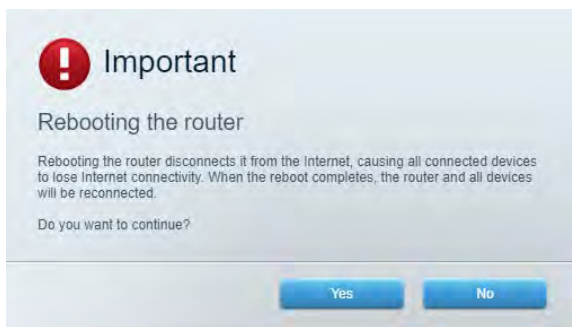 Important
Rebooting the router
Rebooting the router disconnects it from the Internet, causing all connected devices
to lose Internet connectivity. When the reboot completes, the router and all devices
will be reconnected.
Do you want to continue?
Yes
No